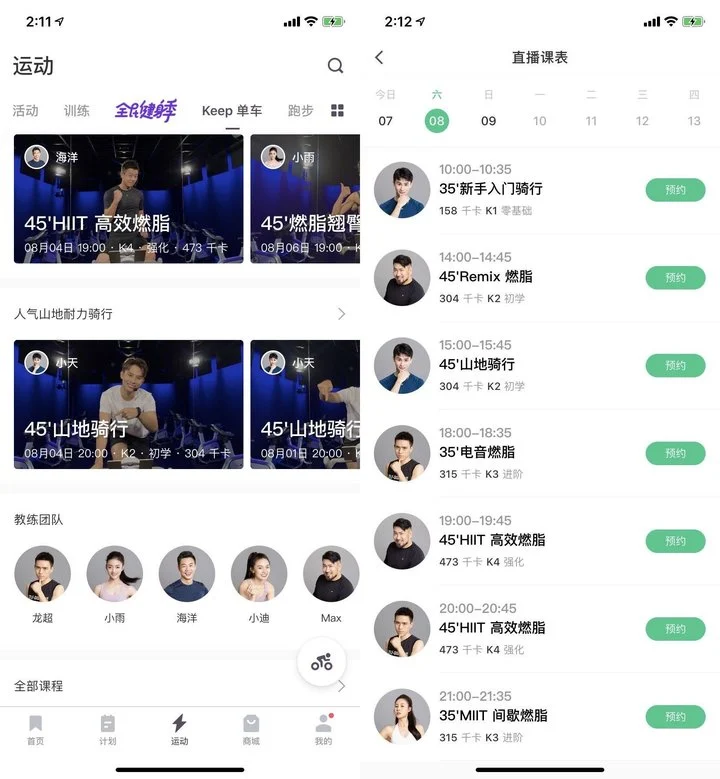 2:11
运动
活动 训练 全民健身季 Keep 单车 跑步
海洋
45'HIIT 高效燃脂
08月04日 19:00 · K4 · 强化 · 473 千卡
小雨
45'燃脂翘臀
08月06日 19:00 · K
人气山地耐力骑行
小天
45'山地骑行
08月04日 20:00 · K2 · 初学 · 304 千卡
小天
45'山地骑行
08月01日 20:00 · K
教练团队
龙超 小雨 海洋 小迪 Max
全部课程
首页 计划 运动 商城 我的
2:12
直播课表
今日 六 日 一 二 三 四
07 08 09 10 11 12 13
10:00-10:35
35'新手入门骑行
158 千卡 K1 零基础
预约
14:00-14:45
45'Remix 燃脂
304 千卡 K2 初学
预约
15:00-15:45
45'山地骑行
304 千卡 K2 初学
预约
18:00-18:35
35'电音燃脂
315 千卡 K3 进阶
预约
19:00-19:45
45'HIIT 高效燃脂
473 千卡 K4 强化
预约
20:00-20:45
45'HIIT 高效燃脂
473 千卡 K4 强化
预约
21:00-21:35
35'MIIT 间歇燃脂
315 千卡 K3 进阶
预约